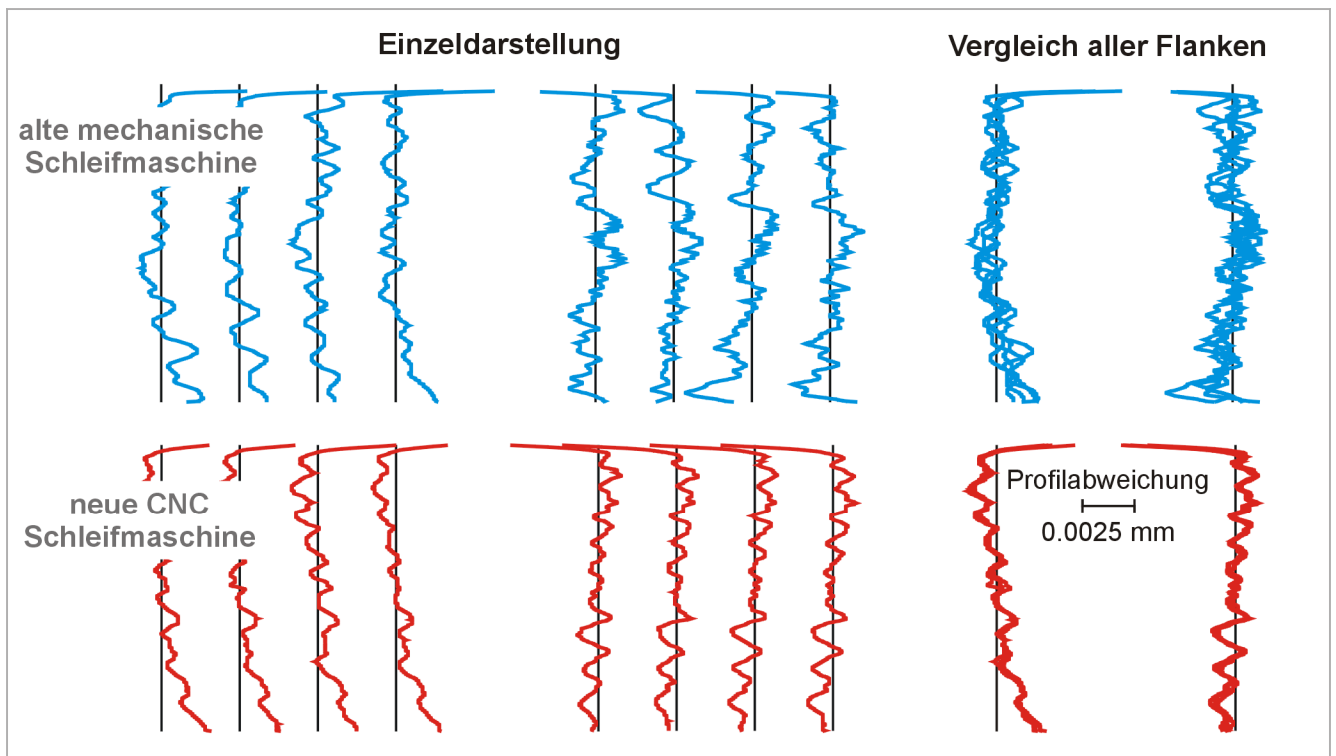 Einzeldarstellung
Vergleich aller Flanken
alte mechanische
Schleifmaschine
neue CNC
Schleifmaschine
Profilabweichung
0.0025 mm